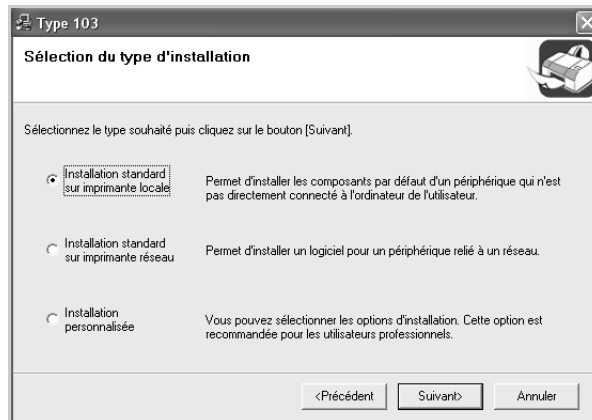 Type 103
Sélection du type d'installation
Sélectionnez le type souhaité puis cliquez sur le bouton [Suivant].
Installation standard
sur imprimante locale
Permet d'installer les composants par défaut d'un périphérique qui n'est
pas directement connecté à l'ordinateur de l'utilisateur.
Installation standard
sur imprimante réseau
Permet d'installer un logiciel pour un périphérique relié à un réseau.
Installation
personnalisée
Vous pouvez sélectionner les options d'installation. Cette option est
recommandée pour les utilisateurs professionnels.
<Précédent
Suivant>
Annuler